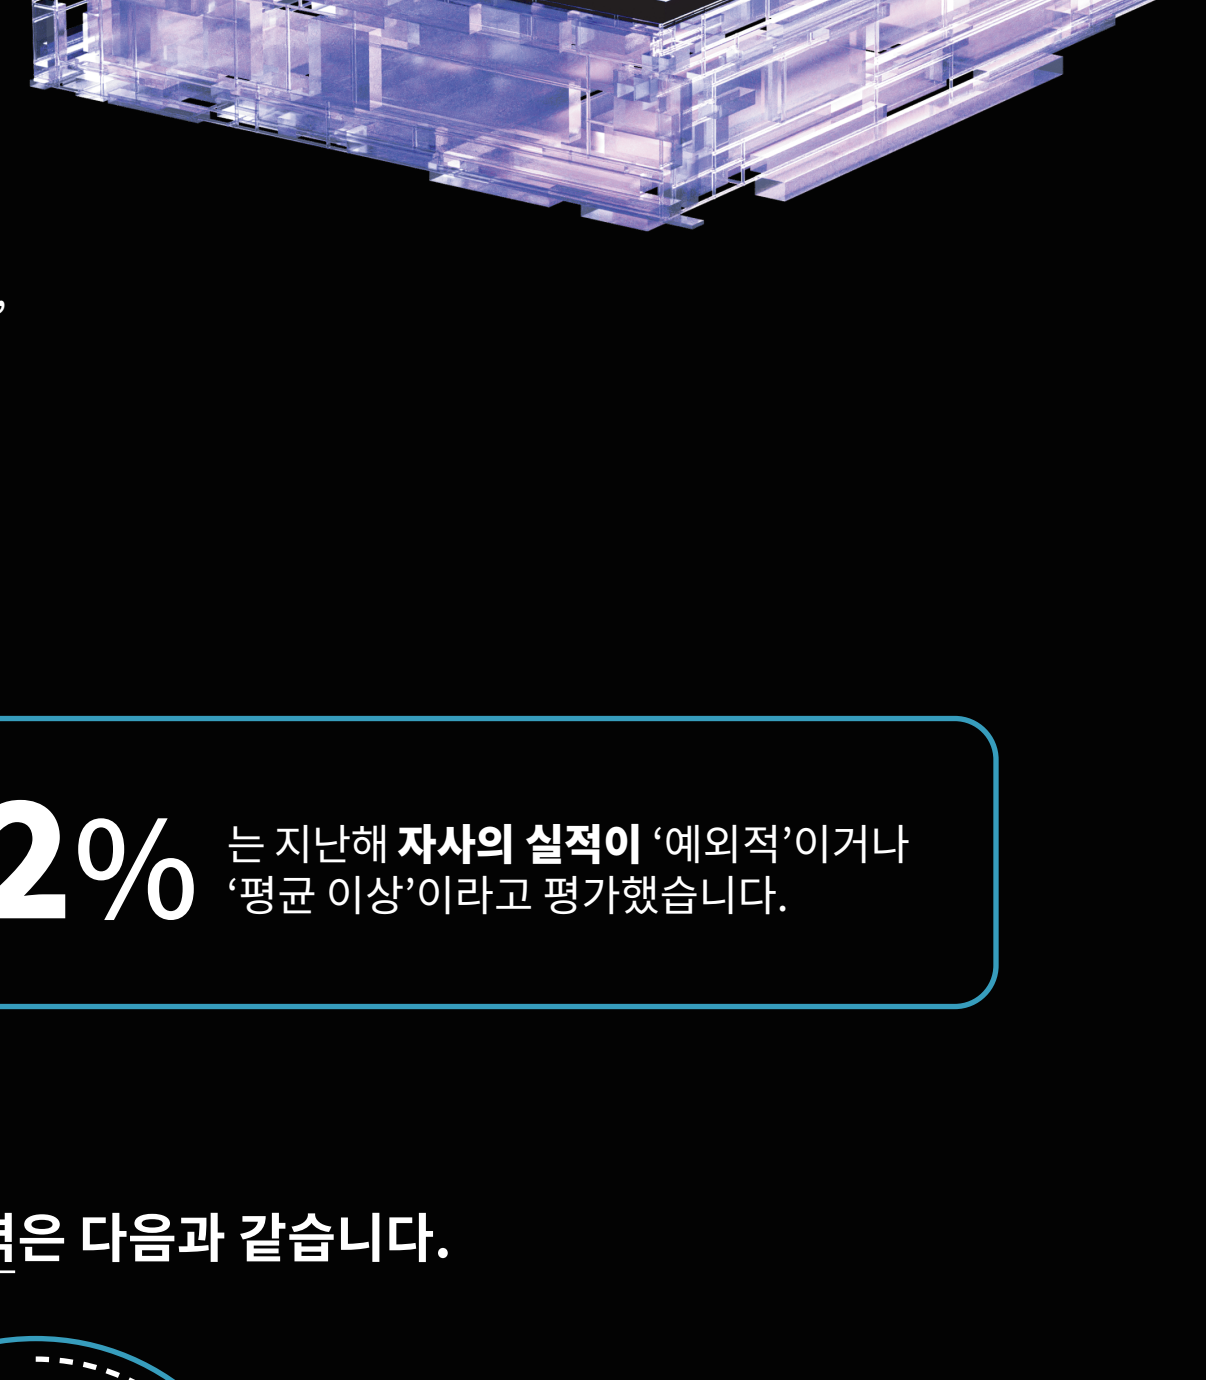 ,
2%
는 지난해 자사의 실적이 ‘예외적’이거나
‘평균 이상’이라고 평가했습니다.
은 다음과 같습니다.